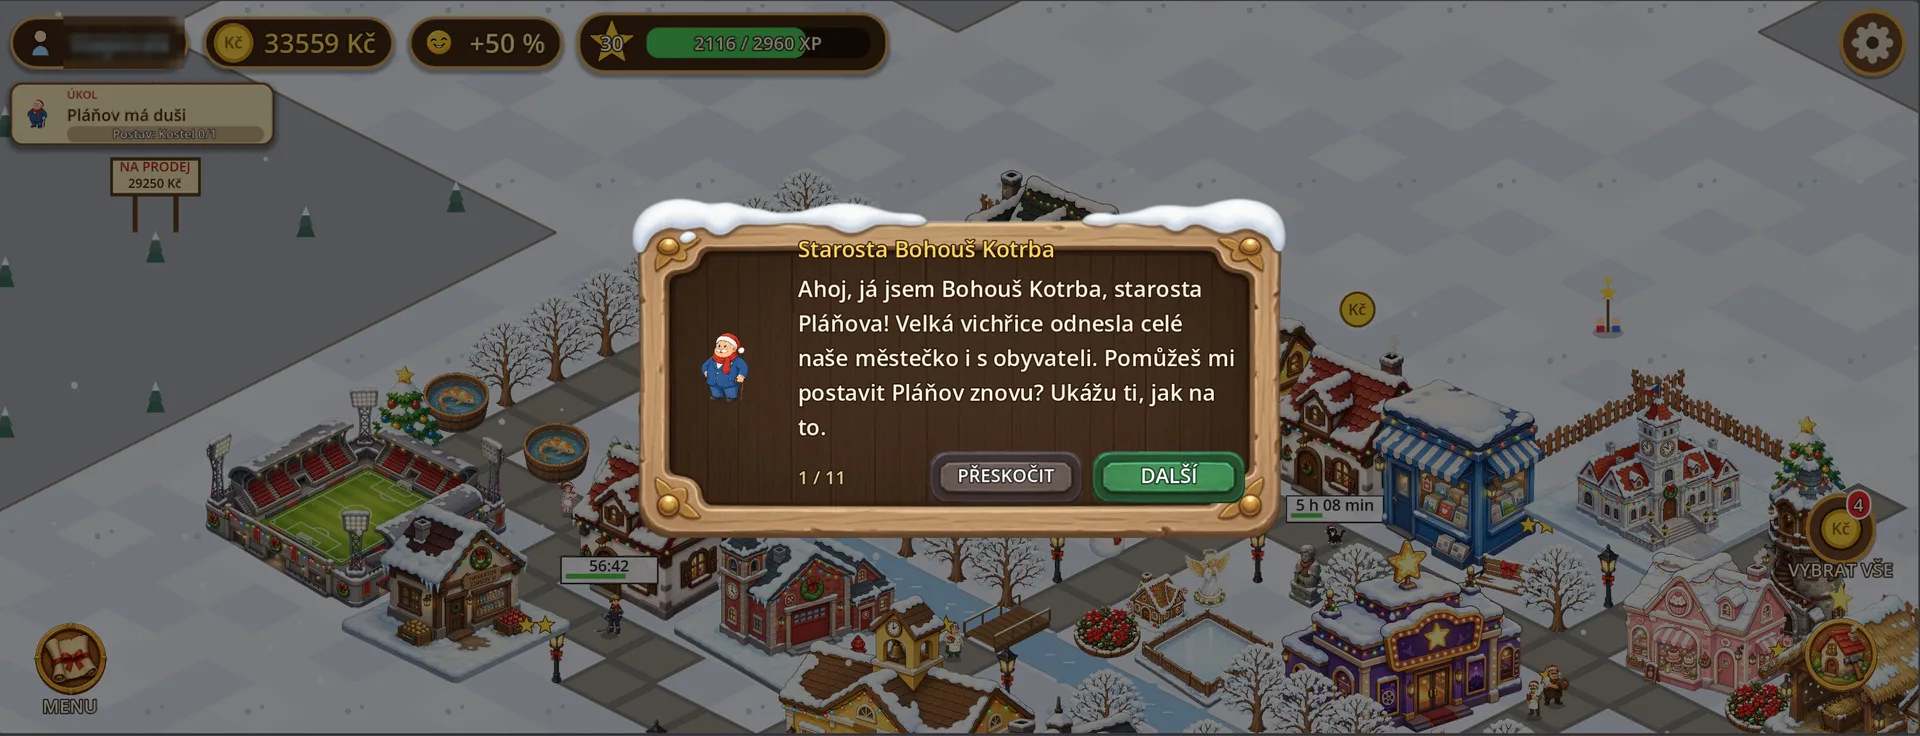 Kč 33559 Kč
+50 %
30
2116 / 2960 XP
ÚKOL
Pláňov má duši
Postav: Kostel 0/1
NA PRODEJ
29250 Kč
Starosta Bohouš Kotrba
Ahoj, já jsem Bohouš Kotrba, starosta
Pláňova! Velká vichřice odnesla celé
naše městečko i s obyvateli. Pomůžeš mi
postavit Pláňov znovu? Ukážu ti, jak na
to.
1 / 11
PŘESKOČIT
DALŠÍ
Kč
5 h 08 min
56:42
4
Kč
VYBRAT VŠE
MENU